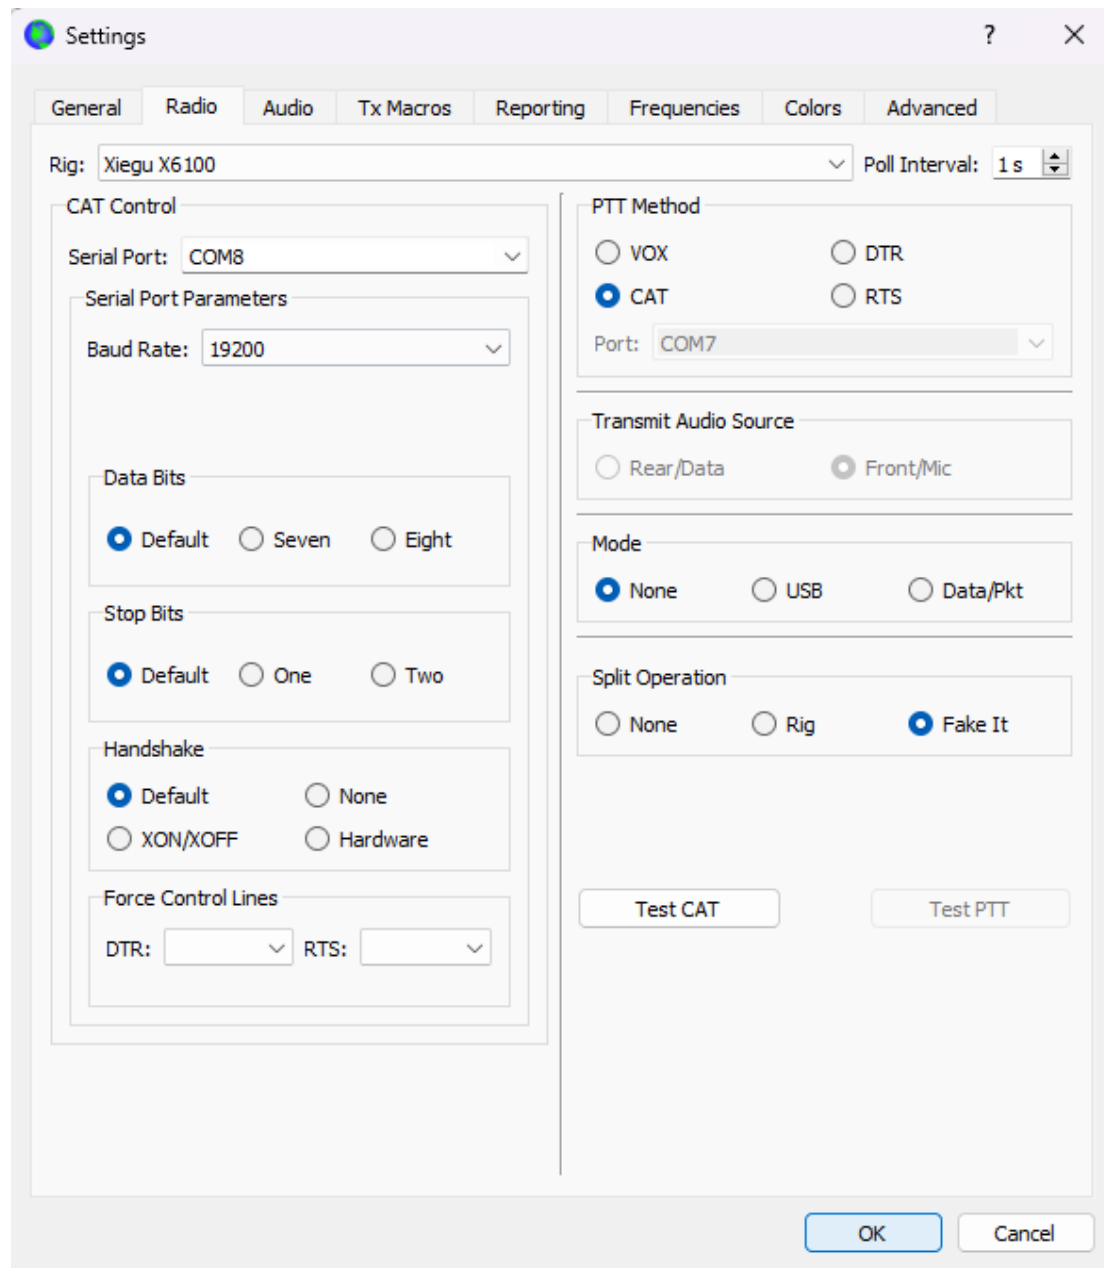 Settings ?
General Radio Audio Tx Macros Reporting Frequencies Colors Advanced
Rig: Xiegu X6100 Poll Interval: 1 s
CAT Control
Serial Port: COM8
Serial Port Parameters
Baud Rate: 19200
Data Bits
Default Seven Eight
Stop Bits
Default One Two
Handshake
Default None
XON/XOFF Hardware
Force Control Lines
DTR: RTS:
PTT Method
VOX DTR
CAT RTS
Port: COM7
Transmit Audio Source
Rear/Data Front/Mic
Mode
None USB Data/Pkt
Split Operation
None Rig Fake It
Test CAT Test PTT
OK Cancel